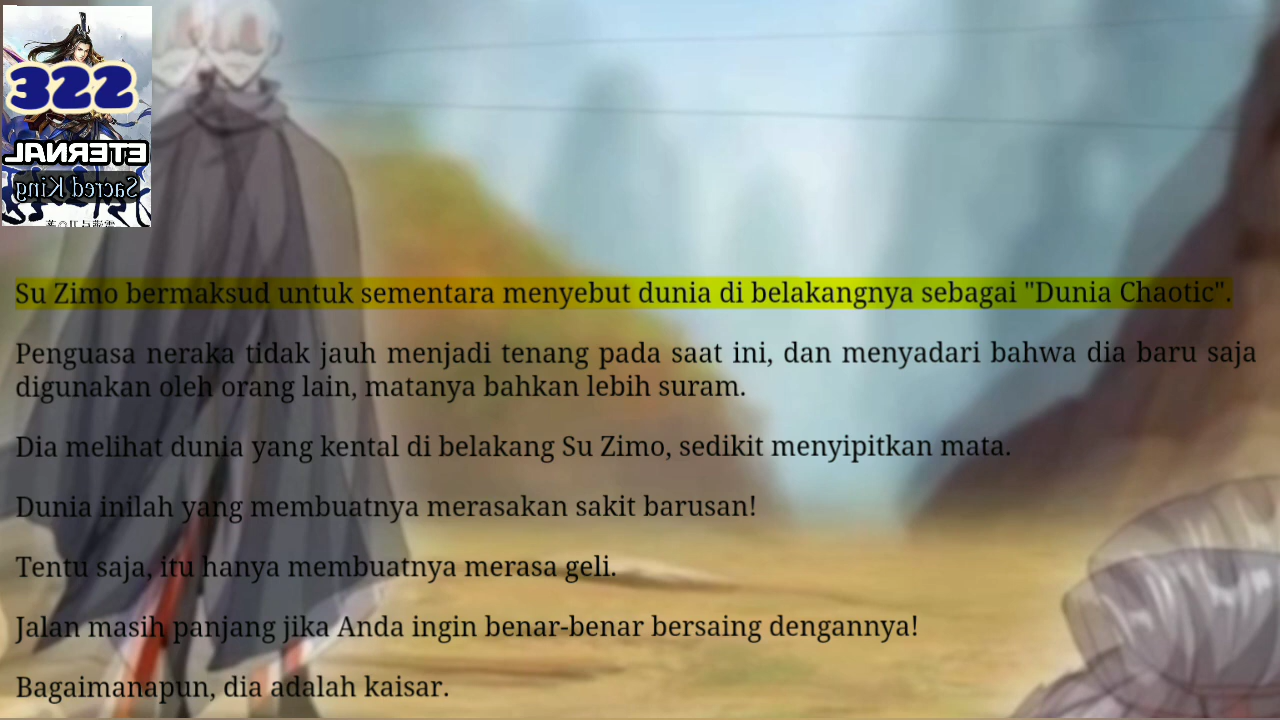 322
ETERNAL
Sacred King
Su Zimo bermaksud untuk sementara menyebut dunia di belakangnya sebagai "Dunia Chaotic".
Penguasa neraka tidak jauh menjadi tenang pada saat ini, dan menyadari bahwa dia baru saja
digunakan oleh orang lain, matanya bahkan lebih suram.
Dia melihat dunia yang kental di belakang Su Zimo, sedikit menyipitkan mata.
Dunia inilah yang membuatnya merasakan sakit barusan!
Tentu saja, itu hanya membuatnya merasa geli.
Jalan masih panjang jika Anda ingin benar-benar bersaing dengannya!
Bagaimanapun, dia adalah kaisar.